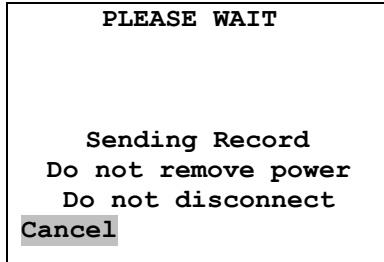 PLEASE WAIT
Sending Record
Do not remove power
Do not disconnect
Cancel